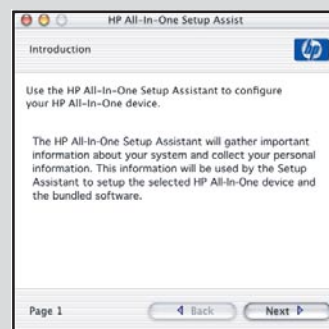 HP All-In-One Setup Assist
Introduction
hp
Use the HP All-In-One Setup Assistant to configure
your HP All-In-One device.
The HP All-In-One Setup Assistant will gather important
information about your system and collect your personal
information. This information will be used by the Setup
Assistant to setup the selected HP All-In-One device and
the bundled software.
Page 1
Back
Next